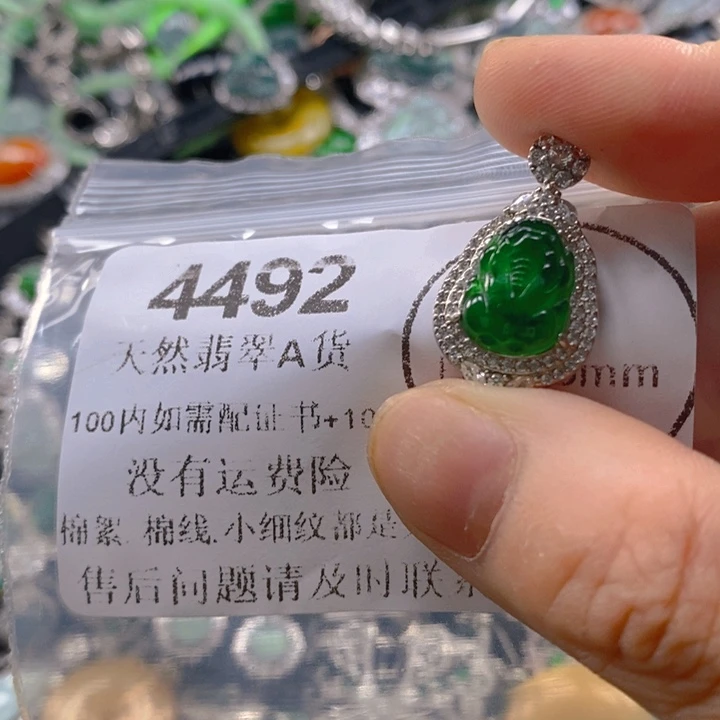 4492
天然翡翠A货
mm
100内如需配证书+10
没有运费险
棉絮. 棉线.小细纹都是
售后问题请及时联系